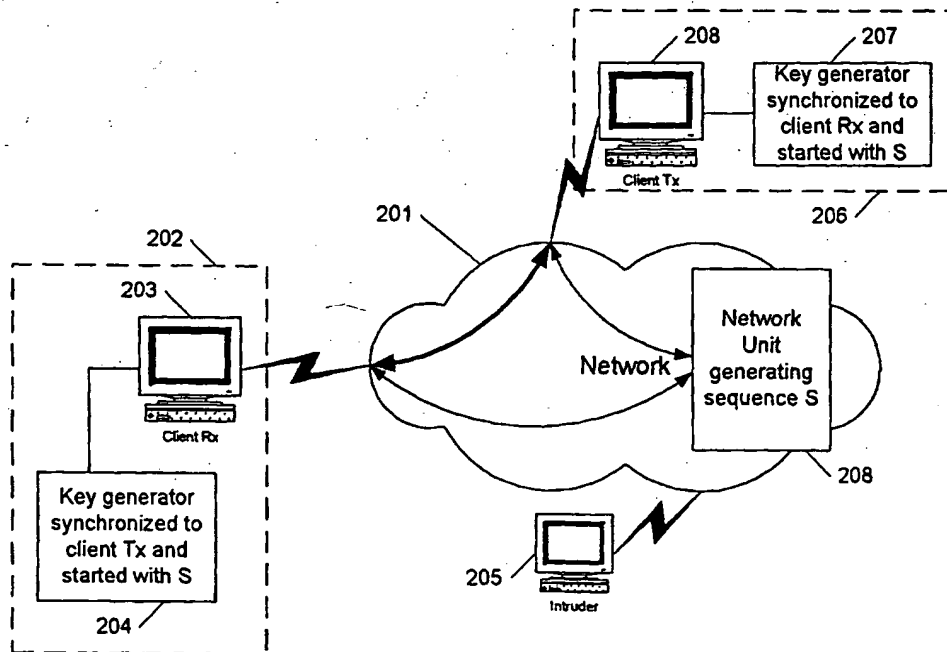 208
207
Key generator
synchronized to
client Rx and
started with S
Client Tx
206
201
202
203
Client Rx
Key generator
synchronized to
client Tx and
started with S
204
Network
Network
Unit
generating
sequence S
208
205
Intruder